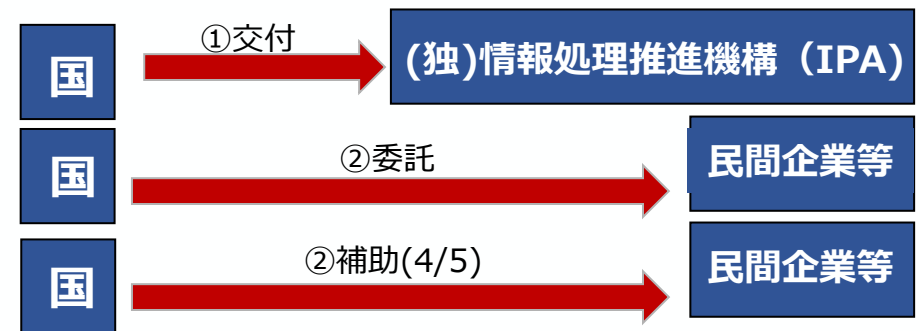 国
①交付
(独)情報処理推進機構（IPA)
国
②委託
民間企業等
国
②補助(4/5)
民間企業等